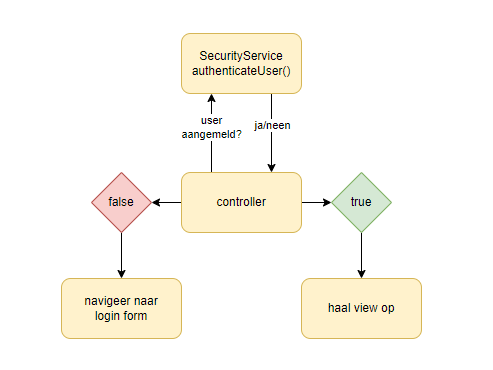 SecurityService
authenticateUser()
user
aangemeld?
ja/neen
false
controller
true
navigeer naar
login form
haal view op